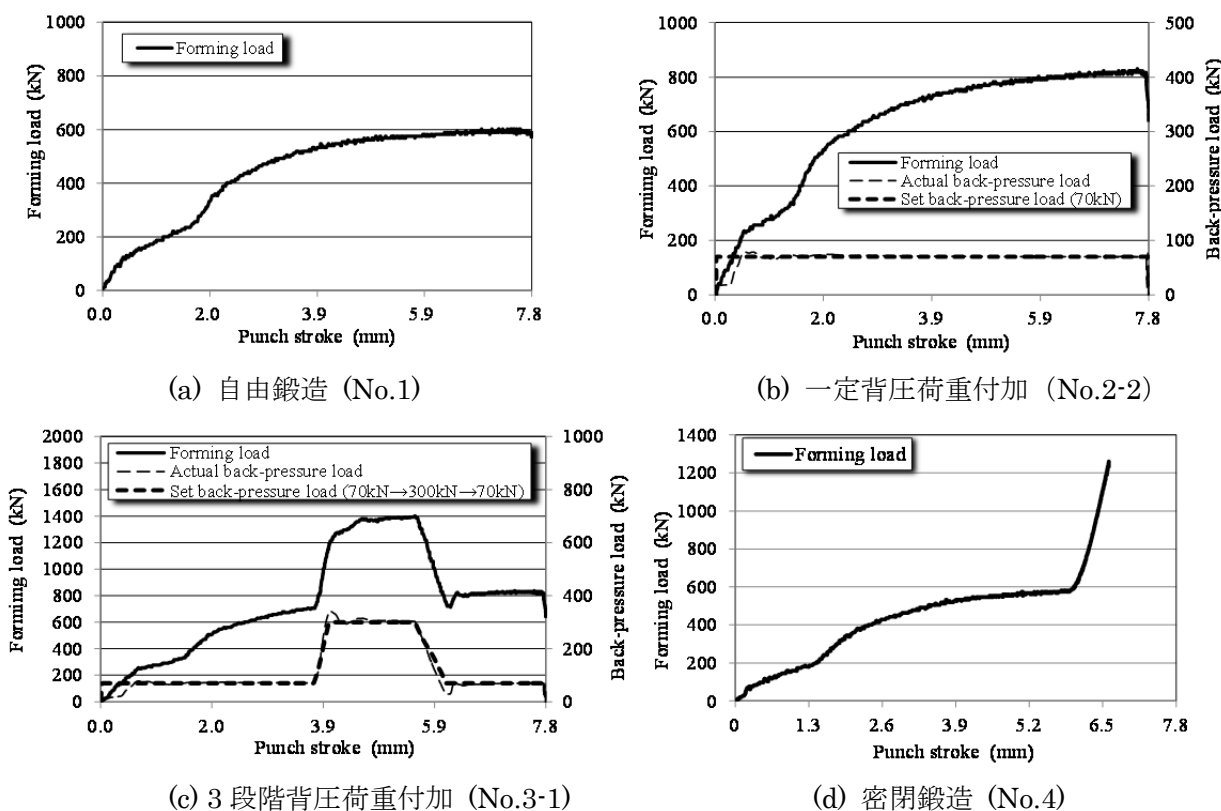 1000
800
600
400
200
0
0.0 2.0 3.9 5.9 7.8
Forming load (kN)
Punch stroke (mm)
Forming load
(a) 自由鍛造 (No.1)
1000
800
600
400
200
0
500
400
300
200
100
0
0.0 2.0 3.9 5.9 7.8
Forming load (kN)
Back-pressure load (kN)
Punch stroke (mm)
Forming load
Actual back-pressure load
Set back-pressure load (70kN)
(b) 一定背圧荷重付加 (No.2-2)
2000
1800
1600
1400
1200
1000
800
600
400
200
0
1000
800
600
400
200
0
0.0 2.0 3.9 5.9 7.8
Forming load (kN)
Back-pressure load (kN)
Punch stroke (mm)
Forming load
Actual back-pressure load
Set back-pressure load (70kN→300kN→70kN)
(c) 3 段階背圧荷重付加 (No.3-1)
1400
1200
1000
800
600
400
200
0
0 1.3 2.6 3.9 5.2 6.5 7.8
Forming load (kN)
Punch stroke (mm)
Forming load
(d) 密閉鍛造 (No.4)